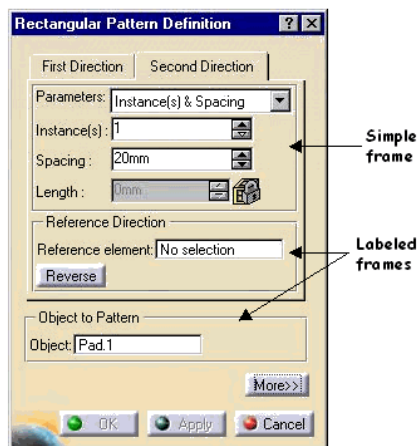 Rectangular Pattern Definition
First Direction Second Direction
Parameters: Instance(s) & Spacing
Instance(s) : 1
Spacing : 20mm
Length : 0mm
Simple
frame
Reference Direction
Reference element: No selection
Reverse
Labeled
frames
Object to Pattern
Object: Pad.1
More>>
OK Apply Cancel